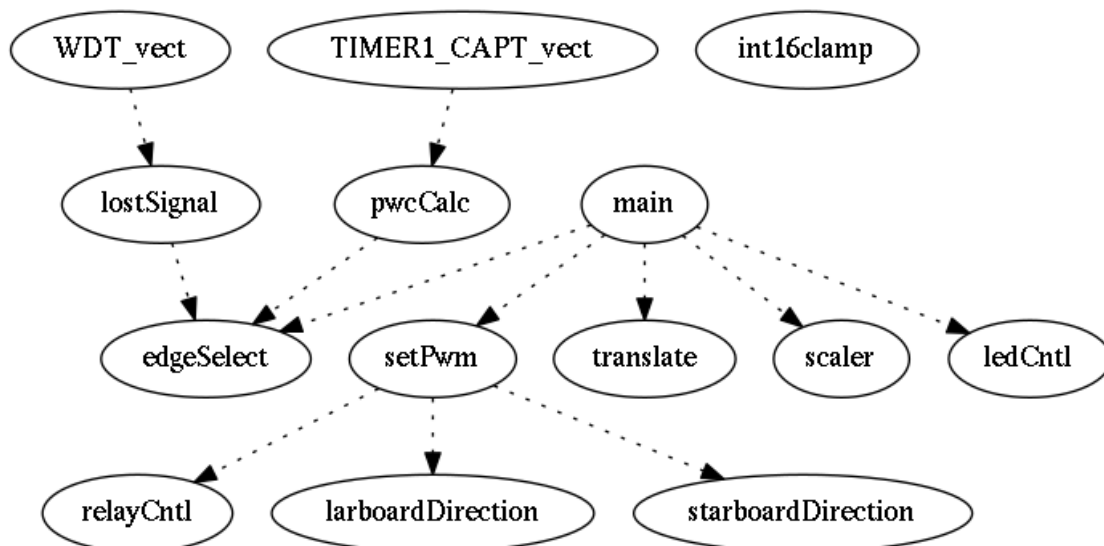 WDT_vect
TIMER1_CAPT_vect
int16clamp
lostSignal
pwcCalc
main
edgeSelect
setPwm
translate
scaler
ledCntl
relayCntl
larboardDirection
starboardDirection